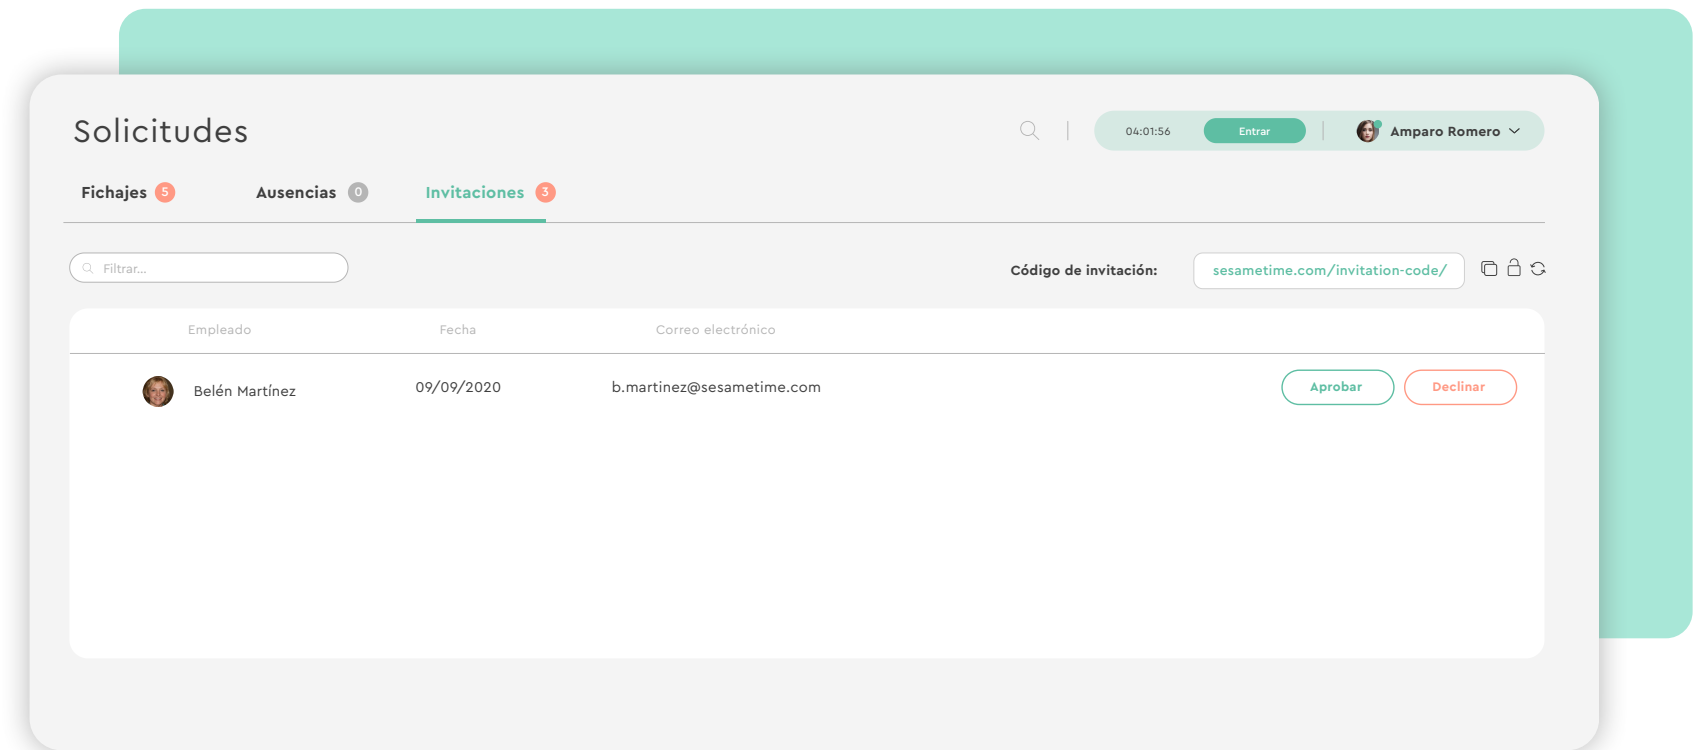 Solicitudes
04:01:56
Entrar
Amparo Romero
Fichajes 5
Ausencias 0
Invitaciones 3
Filtrar...
Código de invitación:
sesametime.com/invitation-code/
Empleado
Fecha
Correo electrónico
Belén Martínez
09/09/2020
b.martinez@sesametime.com
Aprobar
Declinar